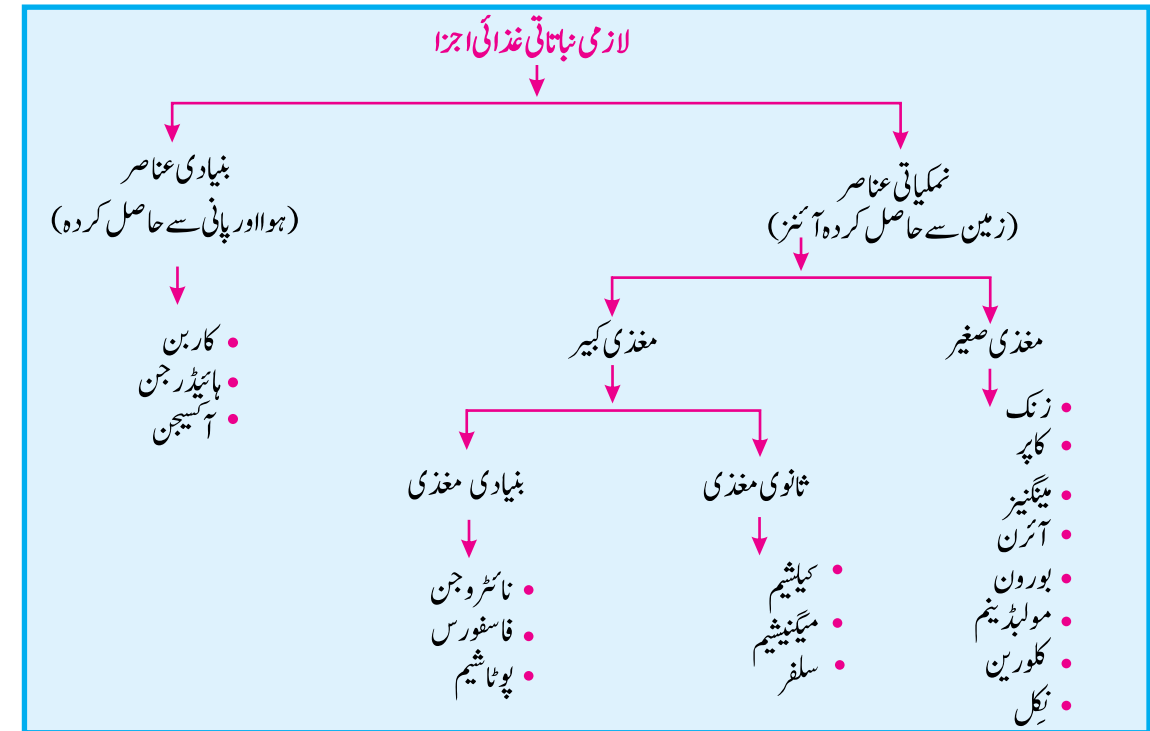 لازمی نباتاتی غذائی اجزا
نمکیاتی عناصر
(زمین سے حاصل کردہ آئنز)
بنیادی عناصر
(ہوا اور پانی سے حاصل کردہ)
مغذی صغیر
مغذی کبیر
• کاربن
• ہائیڈرجن
• آکسیجن
• زنک
• کاپر
• مینگنیز
• آئرن
• بورون
• مولبڈینم
• کلورین
• نِکل
ثانوی مغذی
بنیادی مغذی
• کیلشیم
• میگنیشیم
• سلفر
• نائٹروجن
• فاسفورس
• پوٹاشیم